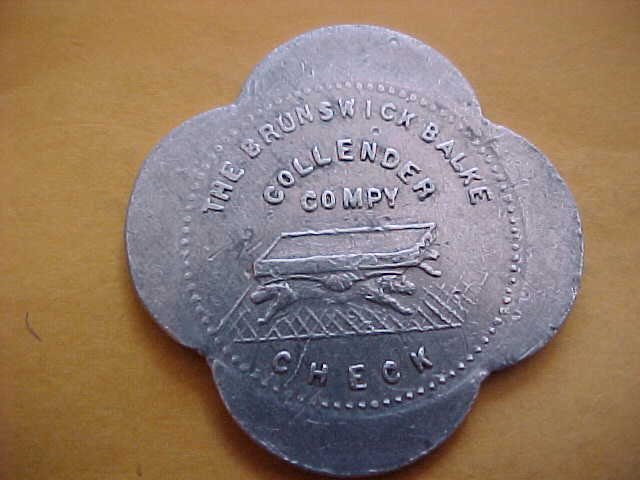 THE BRUNSWICK BALKE
COLLENDER
COMPY
CHECK